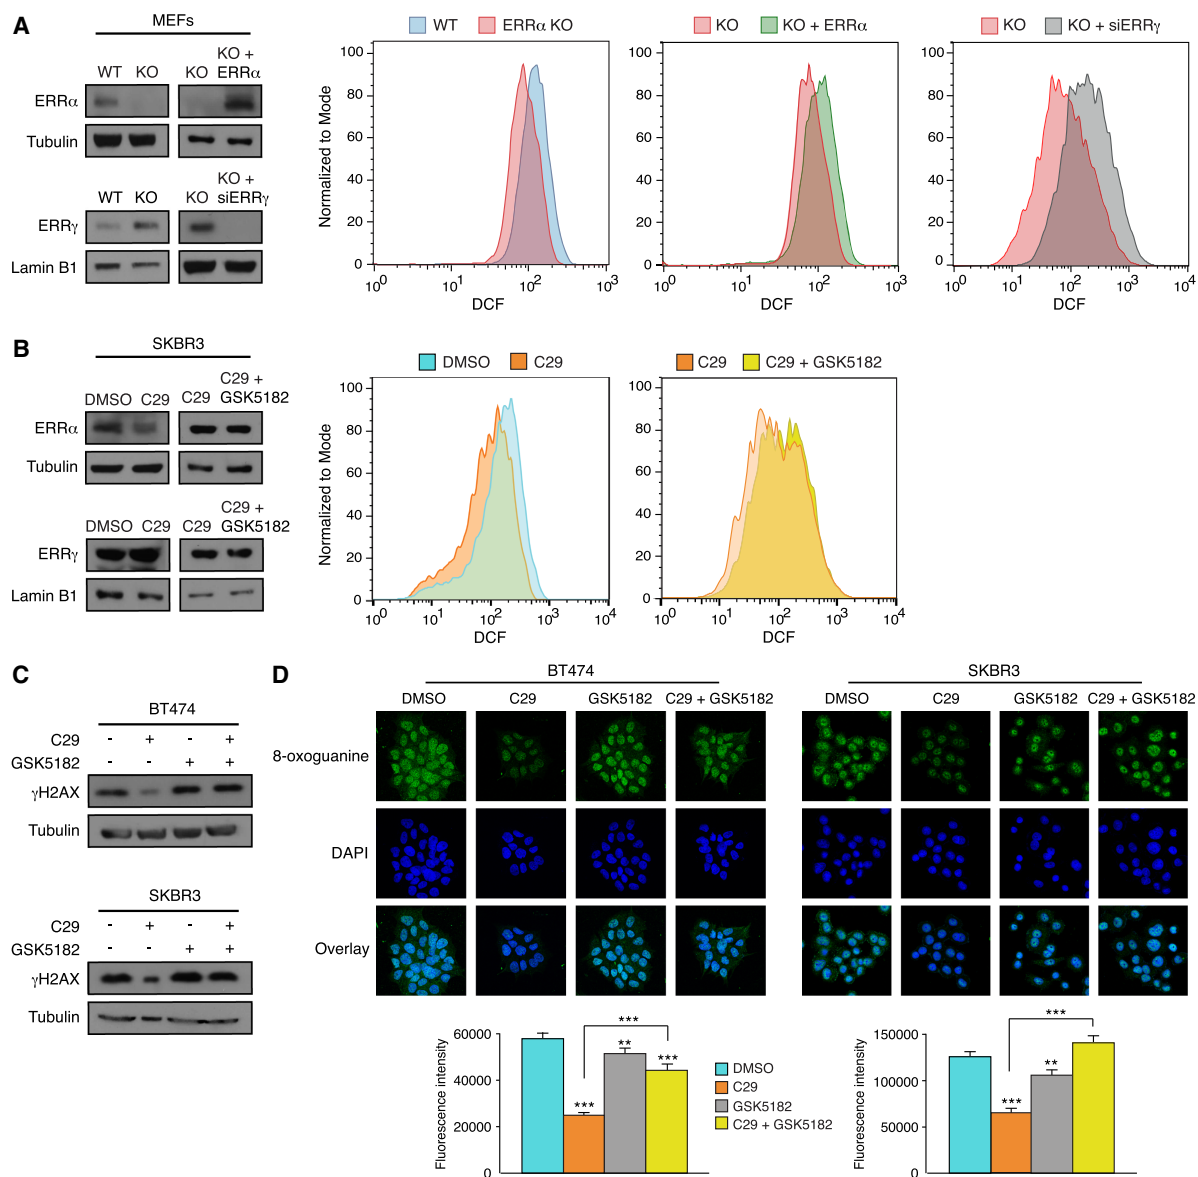 A
MEFs
WT KO KO KO +
ERRα
ERRα
Tubulin
WT KO KO KO +
siERRγ
ERRγ
Lamin B1
WT ERRα KO
Normalized to Mode
100
80
60
40
20
0
10^0 10^1 10^2 10^3
DCF
KO KO + ERRα
100
80
60
40
20
0
10^0 10^1 10^2 10^3
DCF
KO KO + siERRγ
100
80
60
40
20
0
10^0 10^1 10^2 10^3 10^4
DCF
B
SKBR3
DMSO C29 C29 C29 +
GSK5182
ERRα
Tubulin
DMSO C29 C29 C29 +
GSK5182
ERRγ
Lamin B1
DMSO C29
Normalized to Mode
100
80
60
40
20
0
10^0 10^1 10^2 10^3 10^4
DCF
C29 C29 + GSK5182
100
80
60
40
20
0
10^0 10^1 10^2 10^3 10^4
DCF
C
BT474
C29 - + - +
GSK5182 - - + +
γH2AX
Tubulin
SKBR3
C29 - + - +
GSK5182 - - + +
γH2AX
Tubulin
D
BT474
DMSO C29 GSK5182 C29 + GSK5182
SKBR3
DMSO C29 GSK5182 C29 + GSK5182
8-oxoguanine
DAPI
Overlay
Fluorescence intensity
60000
40000
20000
0
***
**
***
***
DMSO
C29
GSK5182
C29 + GSK5182
Fluorescence intensity
150000
100000
50000
0
***
**
***